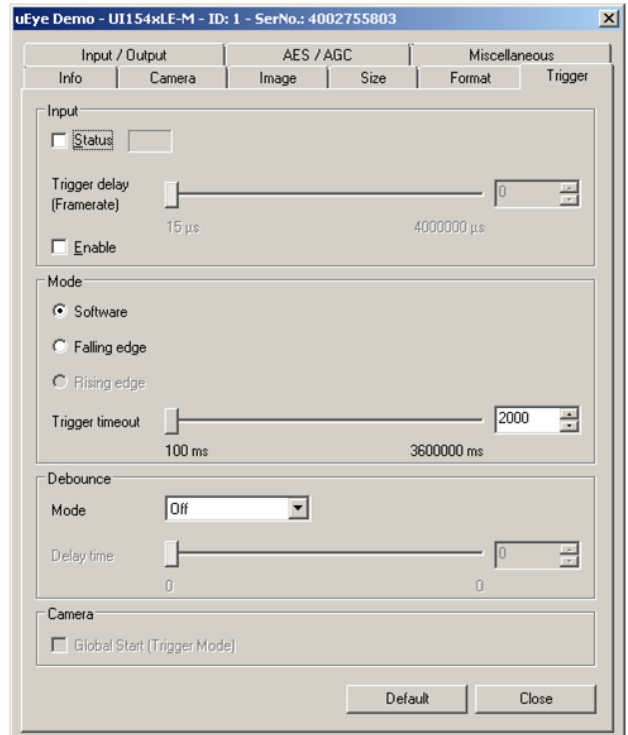 uEye Demo - UI154xLE-M - ID: 1 - SerNo.: 4002755803
Input / Output AES / AGC Miscellaneous
Info Camera Image Size Format Trigger
Input
Status
Trigger delay
(Framerate)
0
15 µs 4000000 µs
Enable
Mode
Software
Falling edge
Rising edge
Trigger timeout 2000
100 ms 3600000 ms
Debounce
Mode Off
Delay time 0
0 0
Camera
Global Start (Trigger Mode)
Default Close